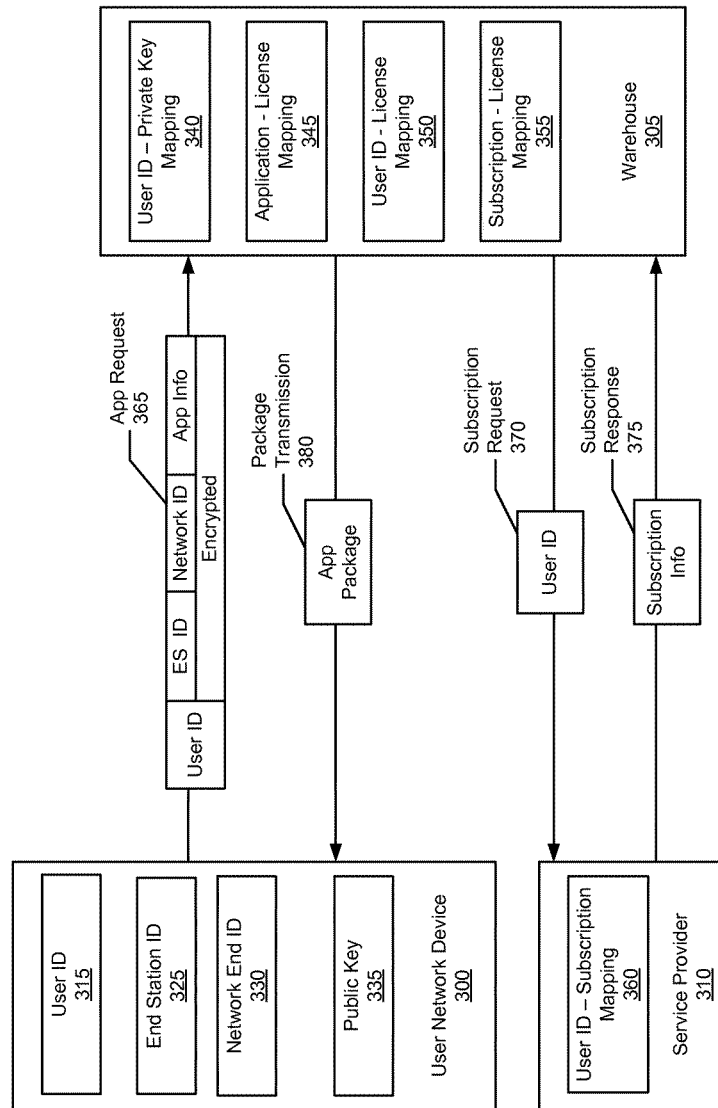 User ID
315
End Station ID
325
Network End ID
330
Public Key
335
User Network Device
300
User ID – Subscription
Mapping
360
Service Provider
310
App Request
365
User ID
ES ID
Network ID
App Info
Encrypted
Package
Transmission
380
App
Package
Subscription
Request
370
User ID
Subscription
Response
375
Subscription
Info
User ID – Private Key
Mapping
340
Application - License
Mapping
345
User ID - License
Mapping
350
Subscription - License
Mapping
355
Warehouse
305